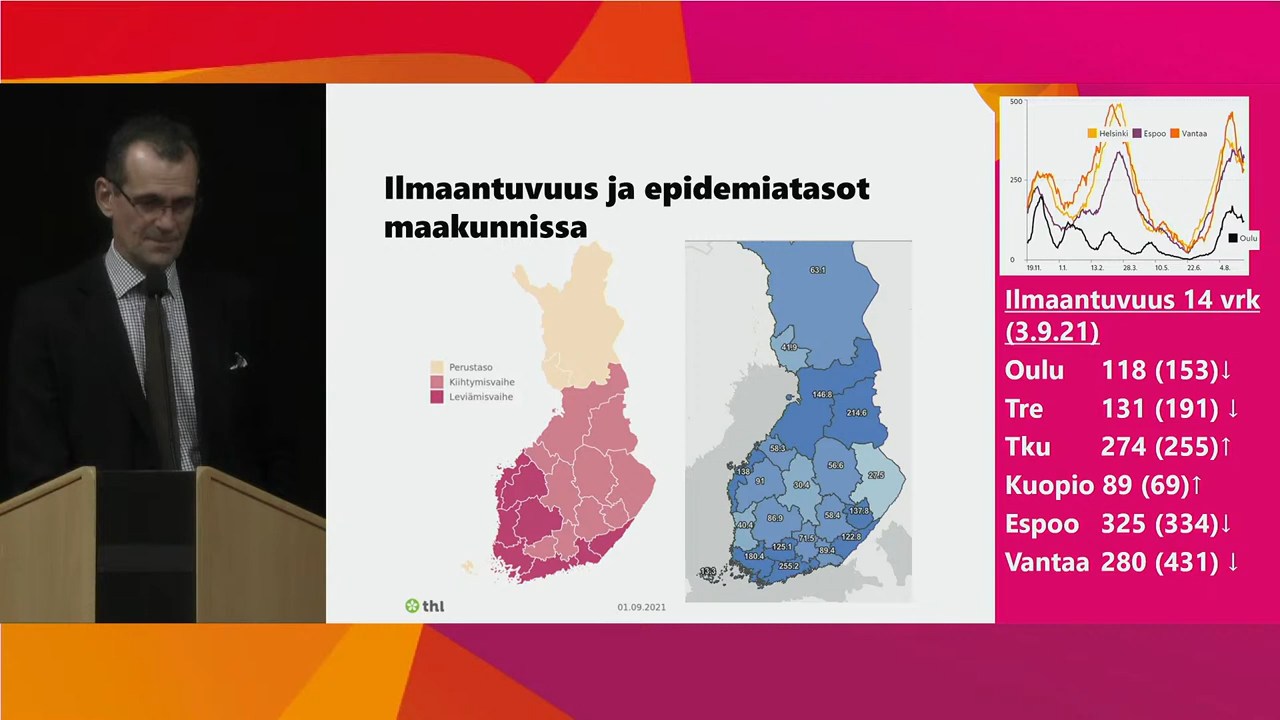 Ilmaantuvuus ja epidemiatasot
maakunnissa
Perustaso
Kiihtymisvaihe
Leviämisvaihe
63.1
41.9
146.8
214.6
58.3
138
91
30.4
56.6
27.5
40.4
86.9
58.4
137.8
71.5
122.8
125.1
89.4
180.4
255.2
13.3
thl
01.09.2021
500
Helsinki Espoo Vantaa
250
Oulu
0
19.11. 1.1. 13.2. 28.3. 10.5. 22.6. 4.8.
Ilmaantuvuus 14 vrk
(3.9.21)
Oulu 118 (153)↓
Tre 131 (191) ↓
Tku 274 (255)↑
Kuopio 89 (69)↑
Espoo 325 (334)↓
Vantaa 280 (431) ↓